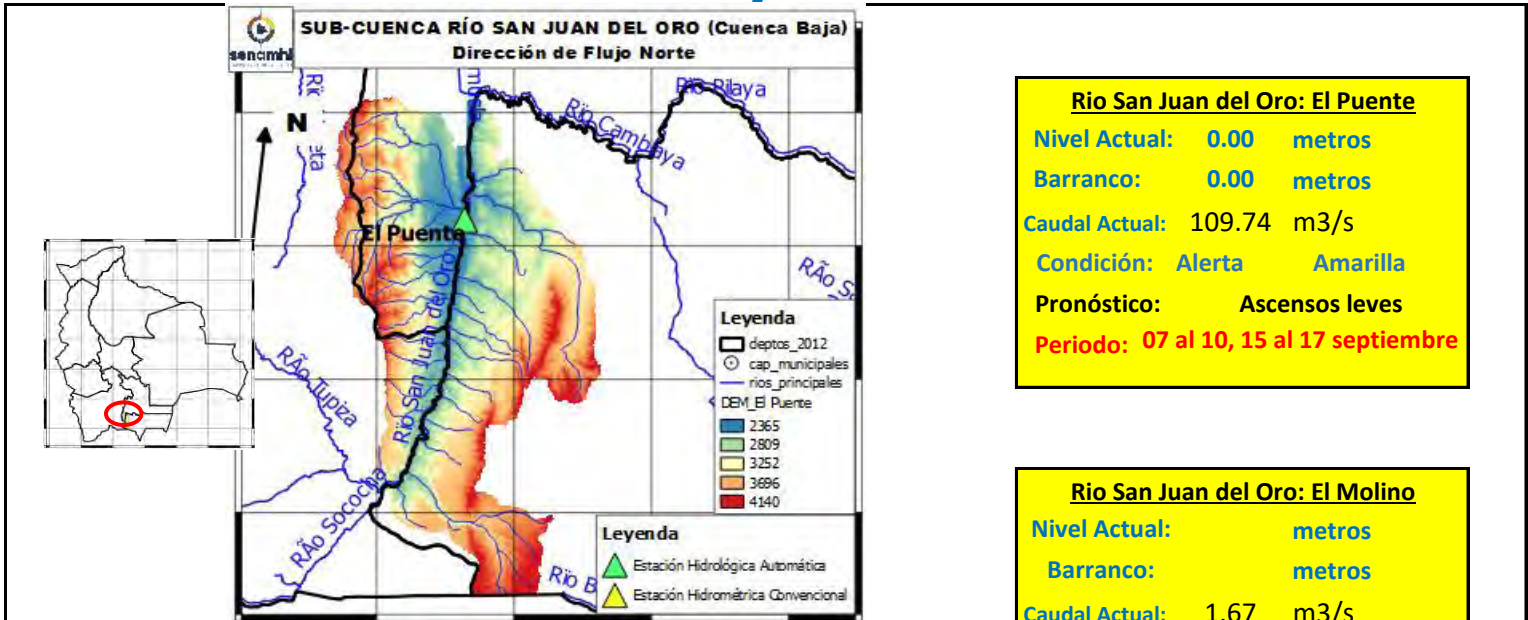 SUB-CUENCA RÍO SAN JUAN DEL ORO (Cuenca Baja)
Dirección de Flujo Norte
senamhi
N
Río Pilaya
Rïo Cambaya
El Puente
Rïo San Juan del Oro
RÃo Tupiza
RÃo Sococha
RÃo S
Rïo B
Leyenda
deptos_2012
cap_municipales
rios_principales
DEM_El Puente
2365
2809
3252
3696
4140
Leyenda
Estación Hidrológica Automática
Estación Hidrométrica Convencional
Rio San Juan del Oro: El Puente
Nivel Actual: 0.00 metros
Barranco: 0.00 metros
Caudal Actual: 109.74 m3/s
Condición: Alerta Amarilla
Pronóstico: Ascensos leves
Periodo: 07 al 10, 15 al 17 septiembre
Rio San Juan del Oro: El Molino
Nivel Actual: metros
Barranco: metros
Caudal Actual: 1.67 m3/s